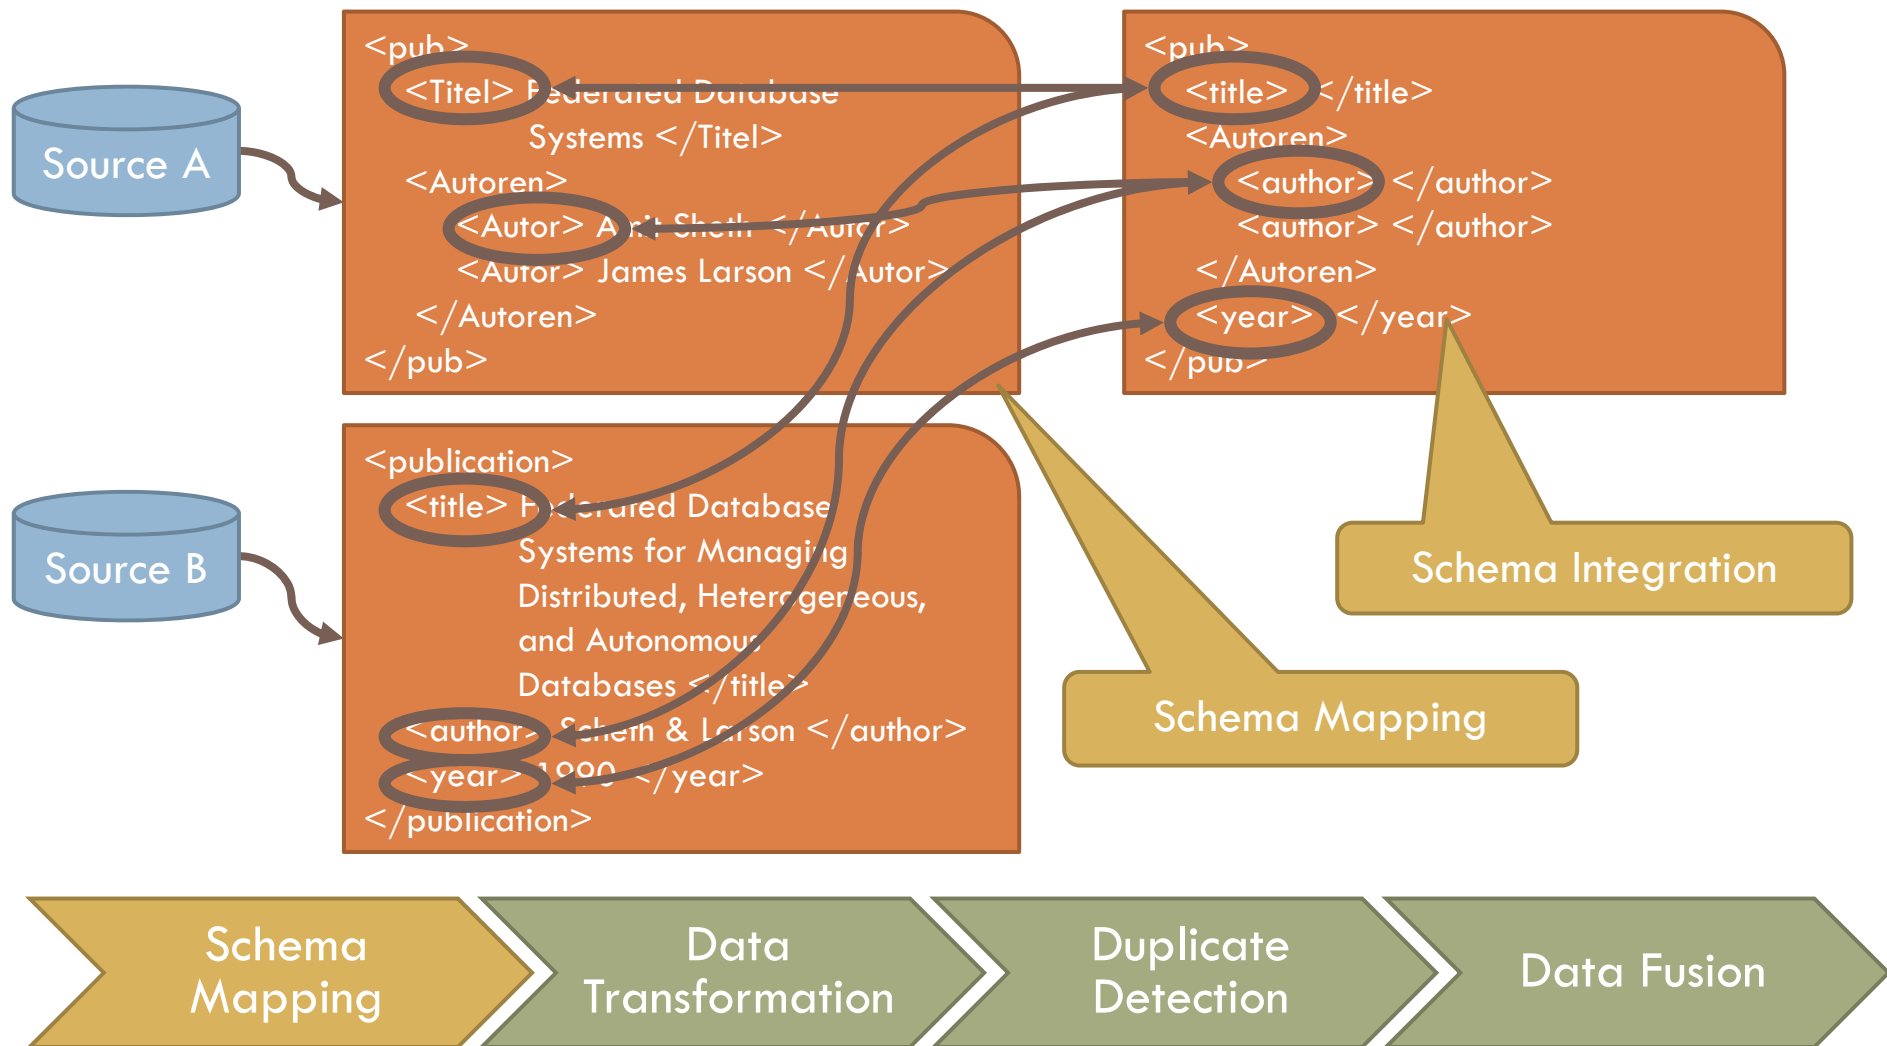 Source A
<pub>
<Titel> Federated Database
Systems </Titel>
<Autoren>
<Autor> Amit Sheth </Autor>
<Autor> James Larson </Autor>
</Autoren>
</pub>
<pub>
<title> </title>
<Autoren>
<author> </author>
<author> </author>
</Autoren>
<year> </year>
</pub>
Source B
<publication>
<title> Federated Database
Systems for Managing
Distributed, Heterogeneous,
and Autonomous
Databases </title>
<author> Scheth & Larson </author>
<year> 1990 </year>
</publication>
Schema Integration
Schema Mapping
Schema
Mapping
Data
Transformation
Duplicate
Detection
Data Fusion